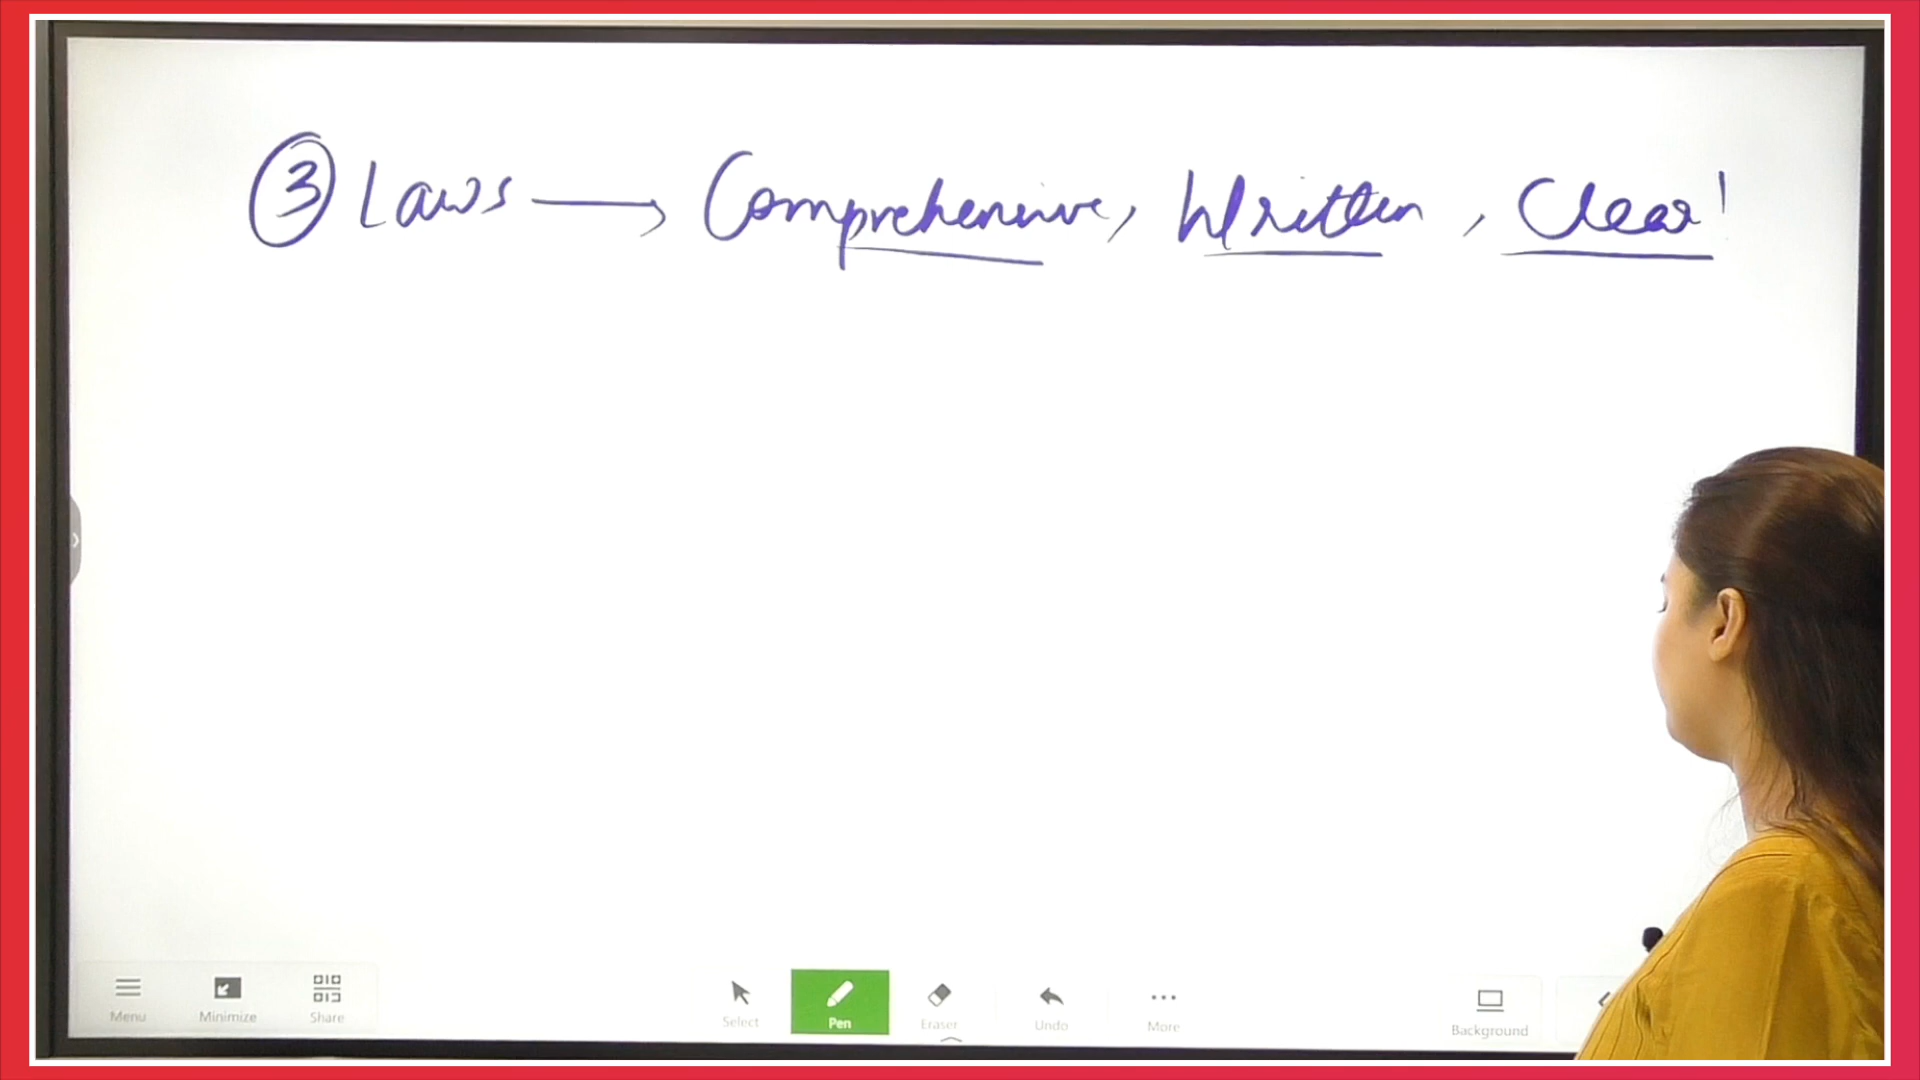 ③ Laws → Comprehensive, Written, Clear!
Menu Minimize Share Select Pen Eraser Undo More Background